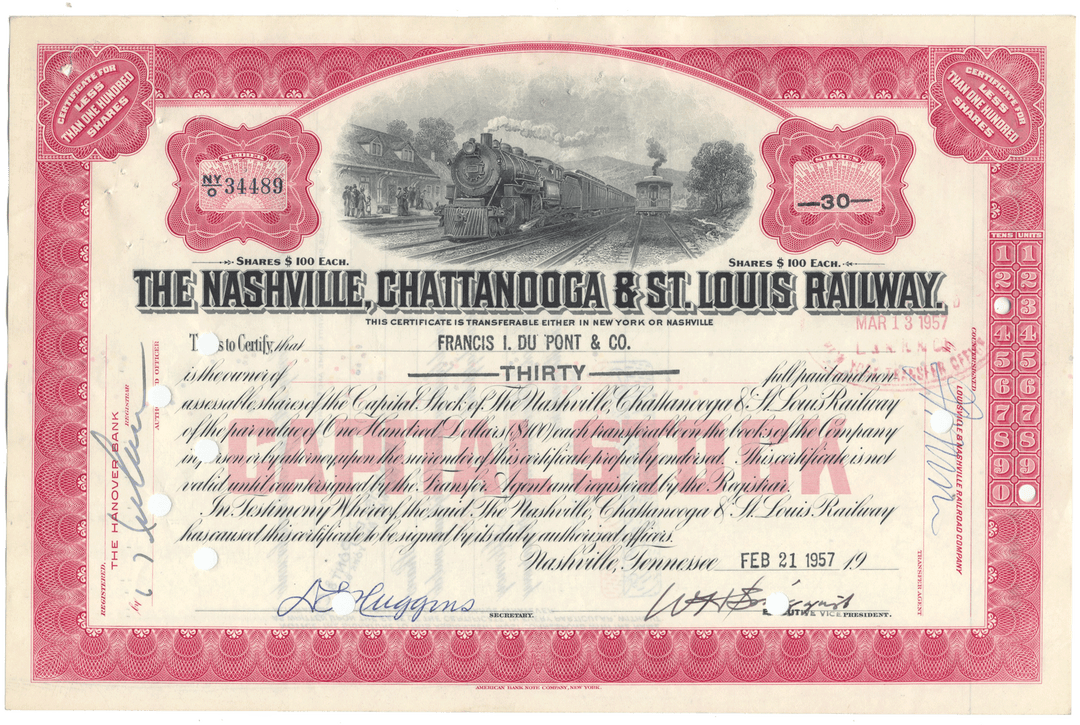 CERTIFICATE FOR
LESS
THAN ONE HUNDRED
SHARES
CERTIFICATE FOR
LESS
THAN ONE HUNDRED
SHARES
NUMBER
NY/O 34489
SHARES
—30—
SHARES $100 EACH.
SHARES $100 EACH.
THE NASHVILLE, CHATTANOOGA & ST. LOUIS RAILWAY.
THIS CERTIFICATE IS TRANSFERABLE EITHER IN NEW YORK OR NASHVILLE
MAR 13 1957
to Certify, that FRANCIS I. DU PONT & CO.
is the owner of —THIRTY— full paid and non-
assessable shares of the Capital Stock of The Nashville, Chattanooga & St. Louis Railway
of the par value of One Hundred Dollars ($100) each transferable on the books of the Company
in person or by attorney upon the surrender of this certificate properly endorsed. This certificate is not
valid until countersigned by the Transfer Agent and registered by the Registrar.
In Testimony Whereof, the said The Nashville, Chattanooga & St. Louis Railway
has caused this certificate to be signed by its duly authorized officers.
CAPITAL STOCK
Nashville, Tennessee FEB 21 1957 19
Huggins
SECRETARY.
EXECUTIVE VICE PRESIDENT.
REGISTERED,
THE HANOVER BANK
REGISTRAR
By
AUTHORIZED OFFICER
COUNTERSIGNED
LOUISVILLE & NASHVILLE RAILROAD COMPANY
TRANSFER AGENT
TENS UNITS
1 1
2 2
3
4 4
5 5
6 6
7 7
8 8
9 9
0
AMERICAN BANK NOTE COMPANY, NEW YORK.